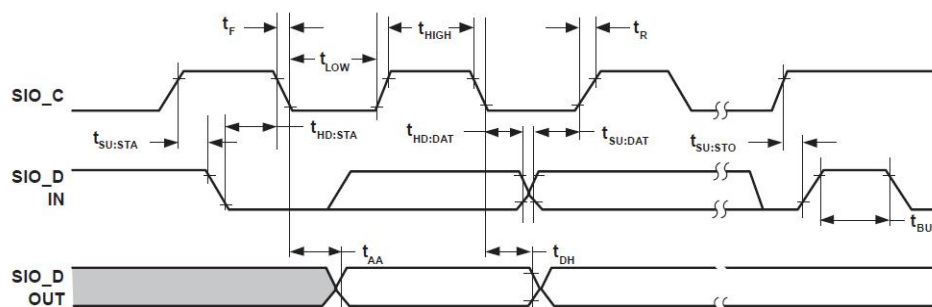 tF
tLOW
tHIGH
tR
SIO_C
tSU:STA
tHD:STA
tHD:DAT
tSU:DAT
tSU:STO
SIO_D
IN
tBU
tAA
tDH
SIO_D
OUT